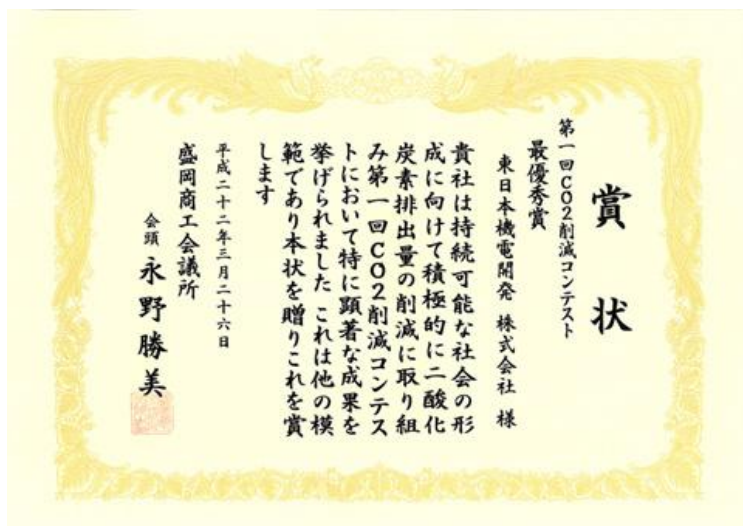 賞状
第一回CO2削減コンテスト
最優秀賞
東日本機電開発 株式会社 様
貴社は持続可能な社会の形
成に向けて積極的に二酸化
炭素排出量の削減に取り組
み第一回CO2削減コンテス
トにおいて特に顕著な成果を
挙げられました これは他の模
範であり本状を贈りこれを賞
します
平成二十二年三月二十六日
盛岡商工会議所
会頭 永野勝美